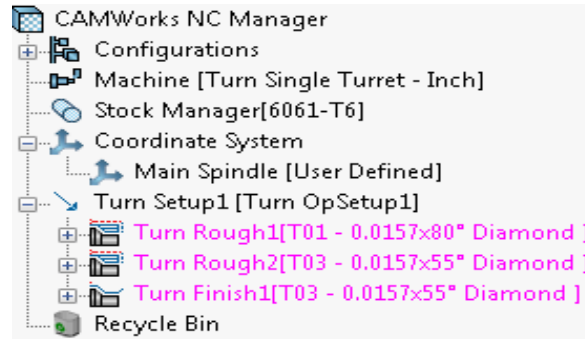 CAMWorks NC Manager
Configurations
Machine [Turn Single Turret - Inch]
Stock Manager[6061-T6]
Coordinate System
Main Spindle [User Defined]
Turn Setup1 [Turn OpSetup1]
Turn Rough1[T01 - 0.0157x80° Diamond ]
Turn Rough2[T03 - 0.0157x55° Diamond ]
Turn Finish1[T03 - 0.0157x55° Diamond ]
Recycle Bin